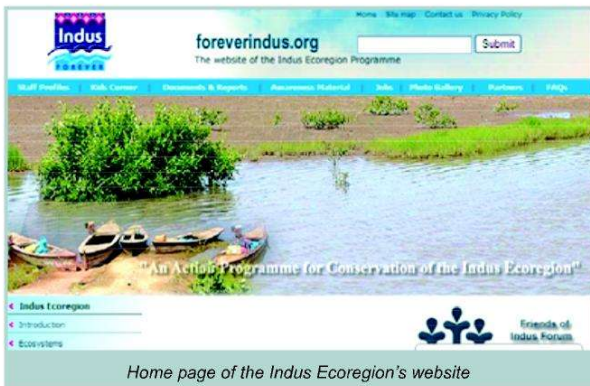 Home Site map Contact us Privacy Policy
Indus
FOREVER
foreverindus.org
Submit
The website of the Indus Ecoregion Programme
Staff Profiles | Kids Corner | Documents & Reports | Awareness Material | Jobs | Photo Gallery | Partners | FAQs
"An Action Programme for Conservation of the Indus Ecoregion"
Indus Ecoregion
Introduction
Ecosystems
Friends of
Indus Forum
Home page of the Indus Ecoregion's website